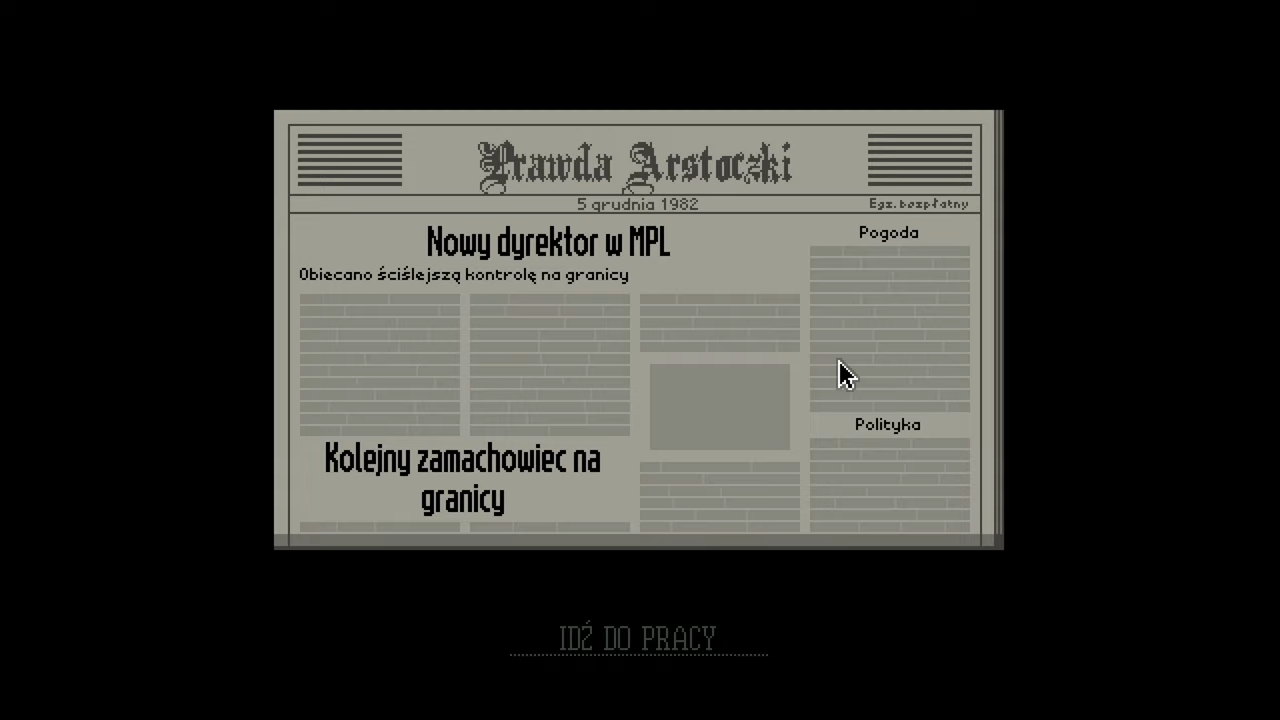 Prawda Arstoczki
5 grudnia 1982
Egz. bezpłatny
Nowy dyrektor w MPL
Obiecano ściślejszą kontrolę na granicy
Kolejny zamachowiec na
granicy
Pogoda
Polityka
IDŹ DO PRACY